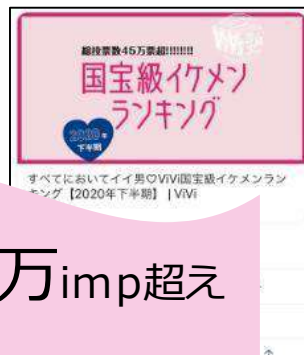 総投票数45万票超!!!!!!!!
国宝級イケメン
ランキング
2020年
下半期
すべてにおいてイイ男♡ViVi国宝級イケメンラン
キング【2020年下半期】 | ViVi
万imp超え